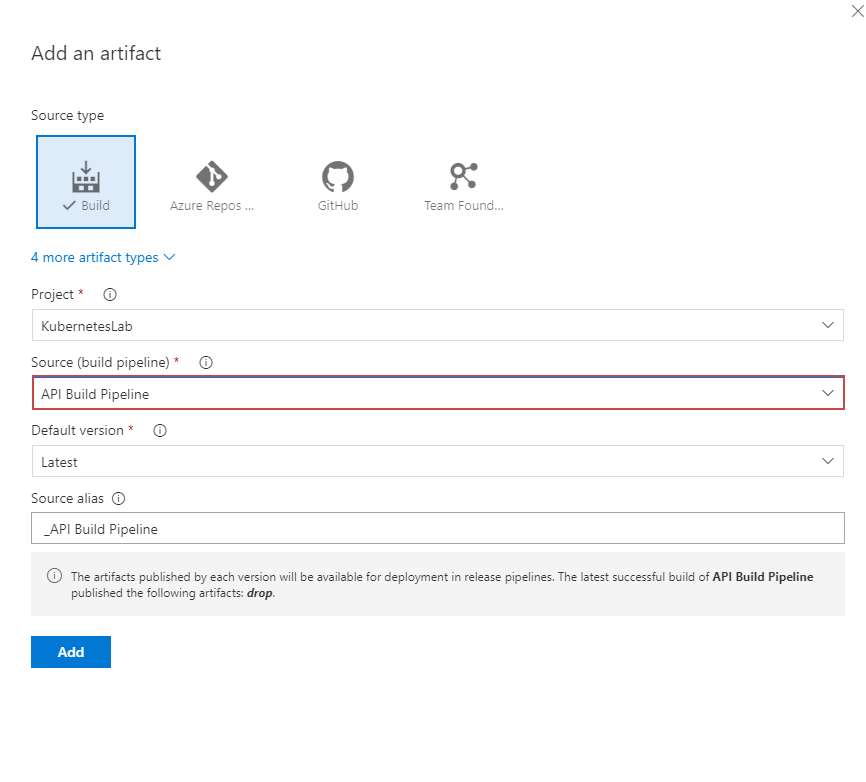 Add an artifact
Source type
Build
Azure Repos ...
GitHub
Team Found...
4 more artifact types
Project *
KubernetesLab
Source (build pipeline) *
API Build Pipeline
Default version *
Latest
Source alias
_API Build Pipeline
The artifacts published by each version will be available for deployment in release pipelines. The latest successful build of API Build Pipeline
published the following artifacts: drop.
Add